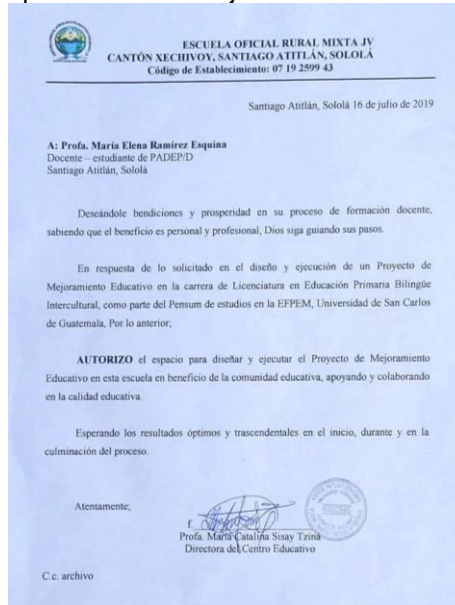 ESCUELA OFICIAL RURAL MIXTA JV
CANTÓN XECHIVOY, SANTIAGO ATITLÁN, SOLOLÁ
Código de Establecimiento: 07 19 2599 43
Santiago Atitlán, Sololá 16 de julio de 2019
A: Profa. María Elena Ramírez Esquina
Docente – estudiante de PADEP/D
Santiago Atitlán, Sololá
Deseándole bendiciones y prosperidad en su proceso de formación docente,
sabiendo que el beneficio es personal y profesional, Dios siga guiando sus pasos.
En respuesta de lo solicitado en el diseño y ejecución de un Proyecto de
Mejoramiento Educativo en la carrera de Licenciatura en Educación Primaria Bilingüe
Intercultural, como parte del Pensum de estudios en la EFPEM, Universidad de San Carlos
de Guatemala, Por lo anterior;
AUTORIZO el espacio para diseñar y ejecutar el Proyecto de Mejoramiento
Educativo en esta escuela en beneficio de la comunidad educativa, apoyando y colaborando
en la calidad educativa.
Esperando los resultados óptimos y trascendentales en el inicio, durante y en la
culminación del proceso.
Atentamente;
f.
Profa. Marta Catalina Sisay Tzina
Directora del Centro Educativo
C.c. archivo